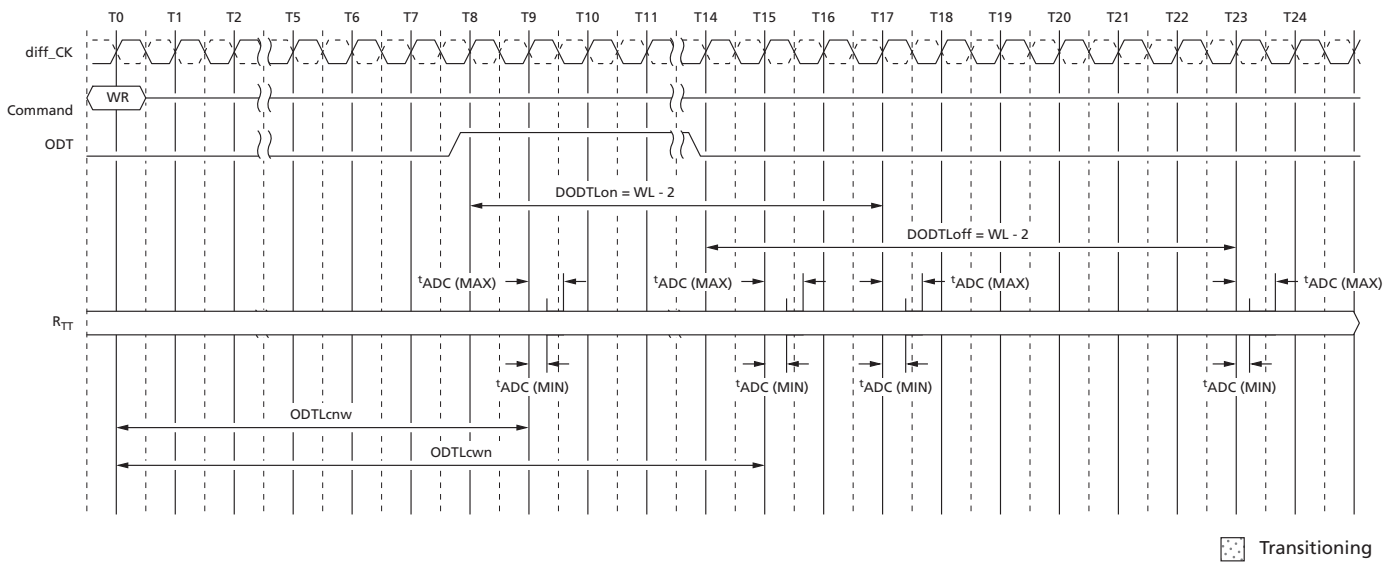 T0 T1 T2 T5 T6 T7 T8 T9 T10 T11 T14 T15 T16 T17 T18 T19 T20 T21 T22 T23 T24
diff_CK
WR
Command
ODT
DODTLon = WL - 2
DODTLoff = WL - 2
tADC (MAX) tADC (MAX) tADC (MAX) tADC (MAX)
RTT
tADC (MIN) tADC (MIN) tADC (MIN) tADC (MIN)
ODTLcnw
ODTLcwn
Transitioning